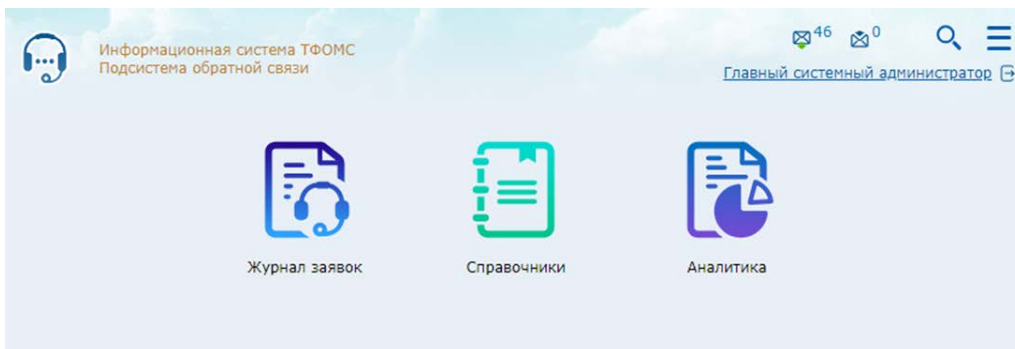 Информационная система ТФОМС
Подсистема обратной связи
46 0
Главный системный администратор
Журнал заявок Справочники Аналитика